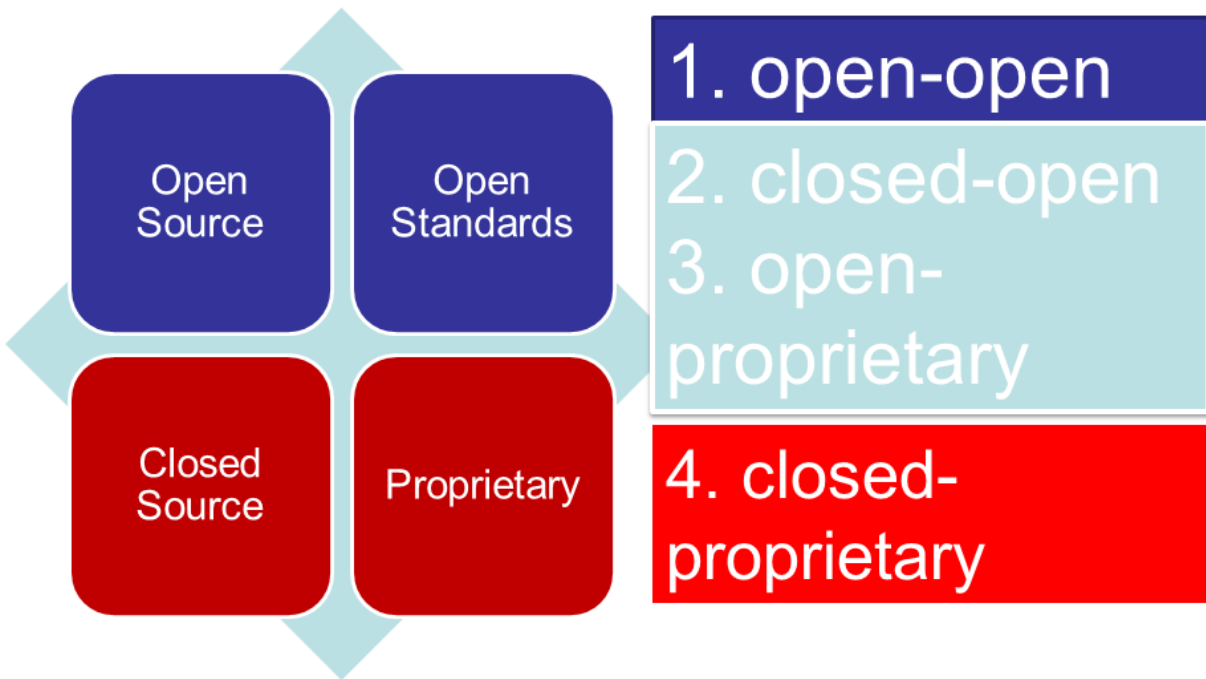 Open
Source
Open
Standards
Closed
Source
Proprietary
1. open-open
2. closed-open
3. open-
proprietary
4. closed-
proprietary